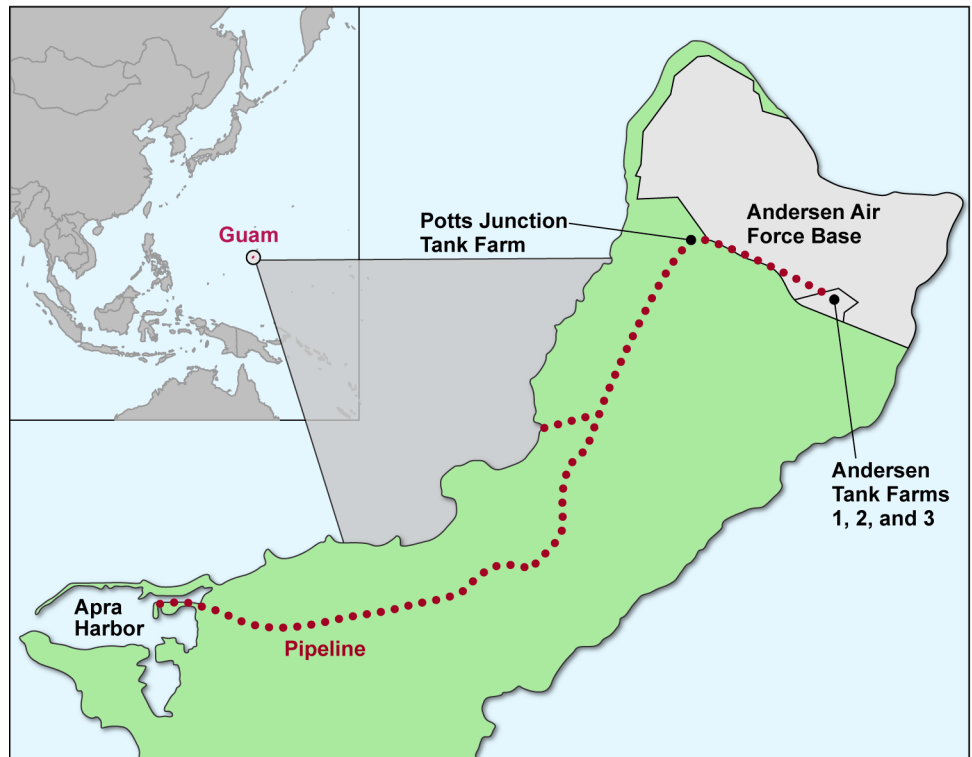 Guam
Potts Junction
Tank Farm
Andersen Air
Force Base
Andersen
Tank Farms
1, 2, and 3
Apra
Harbor
Pipeline